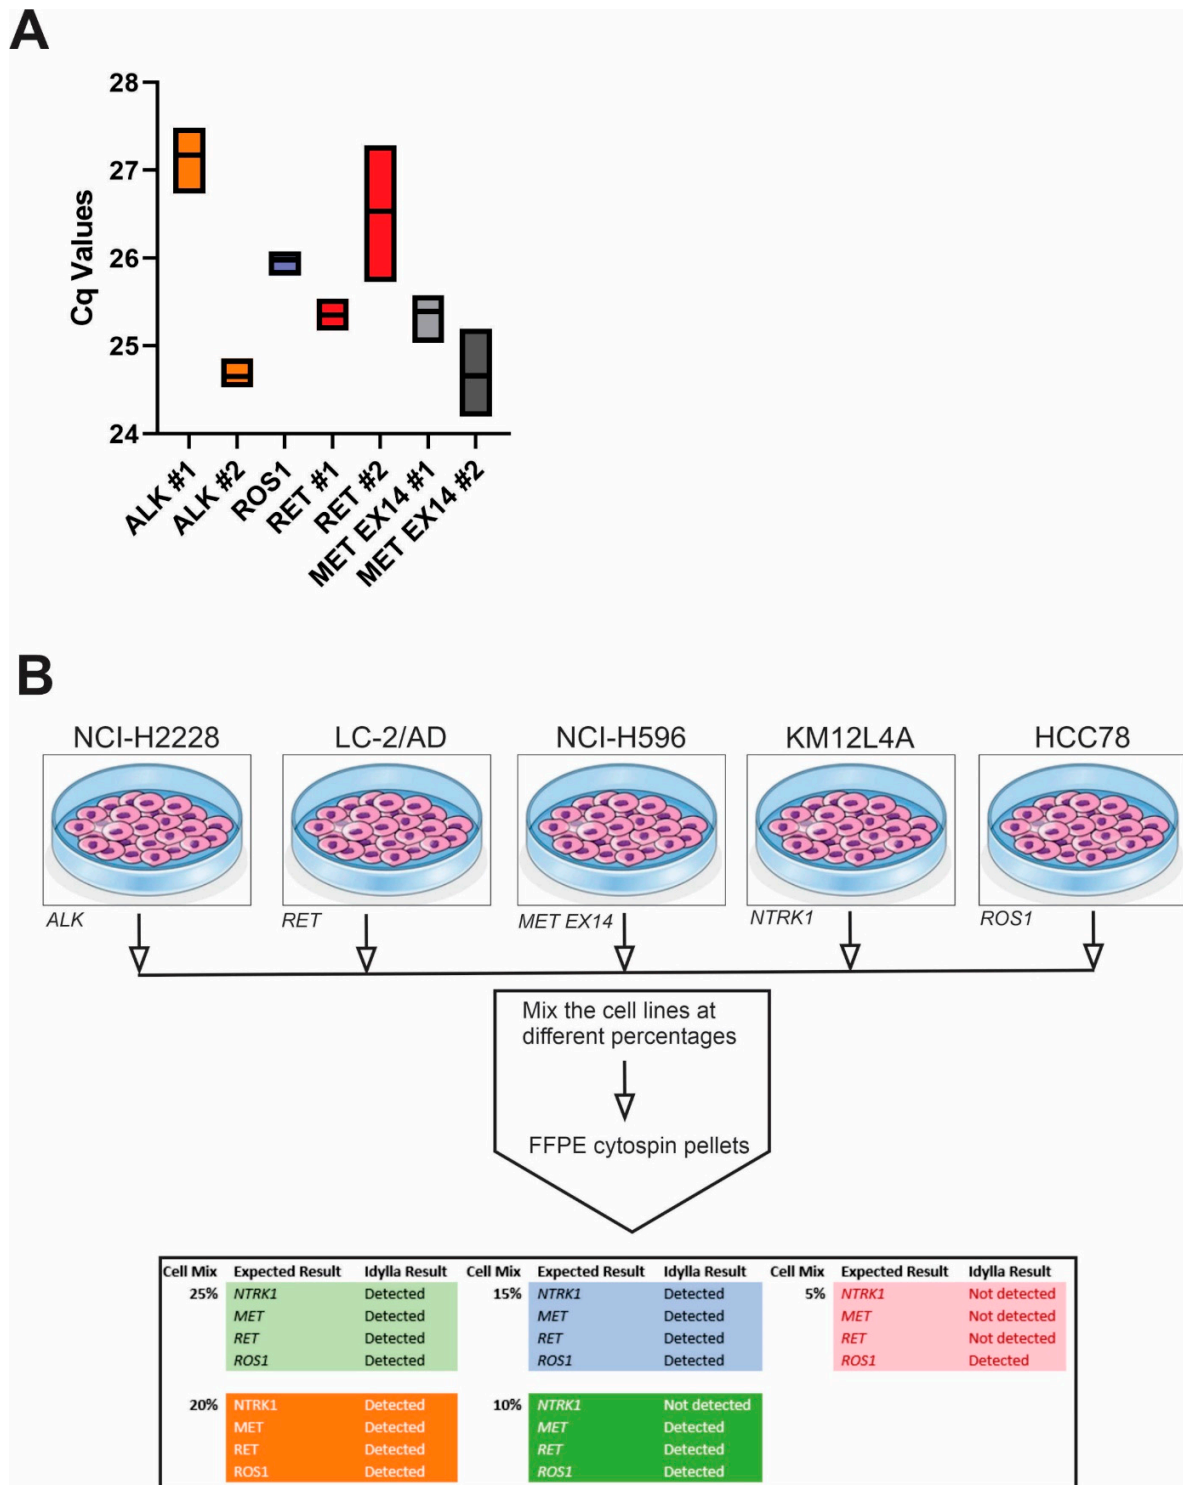 A
28
27
26
25
24
Cq Values
ALK #1
ALK #2
ROS1
RET #1
RET #2
MET EX14 #1
MET EX14 #2
B
NCI-H2228 LC-2/AD NCI-H596 KM12L4A HCC78
ALK RET MET EX14 NTRK1 ROS1
Mix the cell lines at
different percentages
FFPE cytospin pellets
Cell Mix Expected Result Idylla Result Cell Mix Expected Result Idylla Result Cell Mix Expected Result Idylla Result
25% NTRK1 Detected 15% NTRK1 Detected 5% NTRK1 Not detected
MET Detected MET Detected MET Not detected
RET Detected RET Detected RET Not detected
ROS1 Detected ROS1 Detected ROS1 Detected
20% NTRK1 Detected 10% NTRK1 Not detected
MET Detected MET Detected
RET Detected RET Detected
ROS1 Detected ROS1 Detected